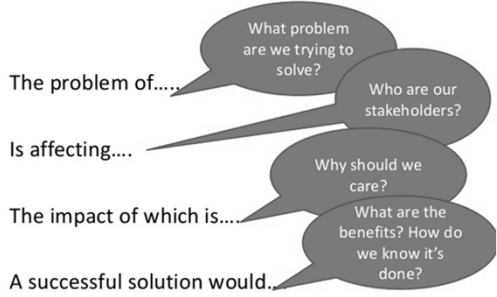 What problem
are we trying to
solve?
The problem of.....
Who are our
stakeholders?
Is affecting....
Why should we
care?
The impact of which is....
What are the
benefits? How do
we know it's
done?
A successful solution would....